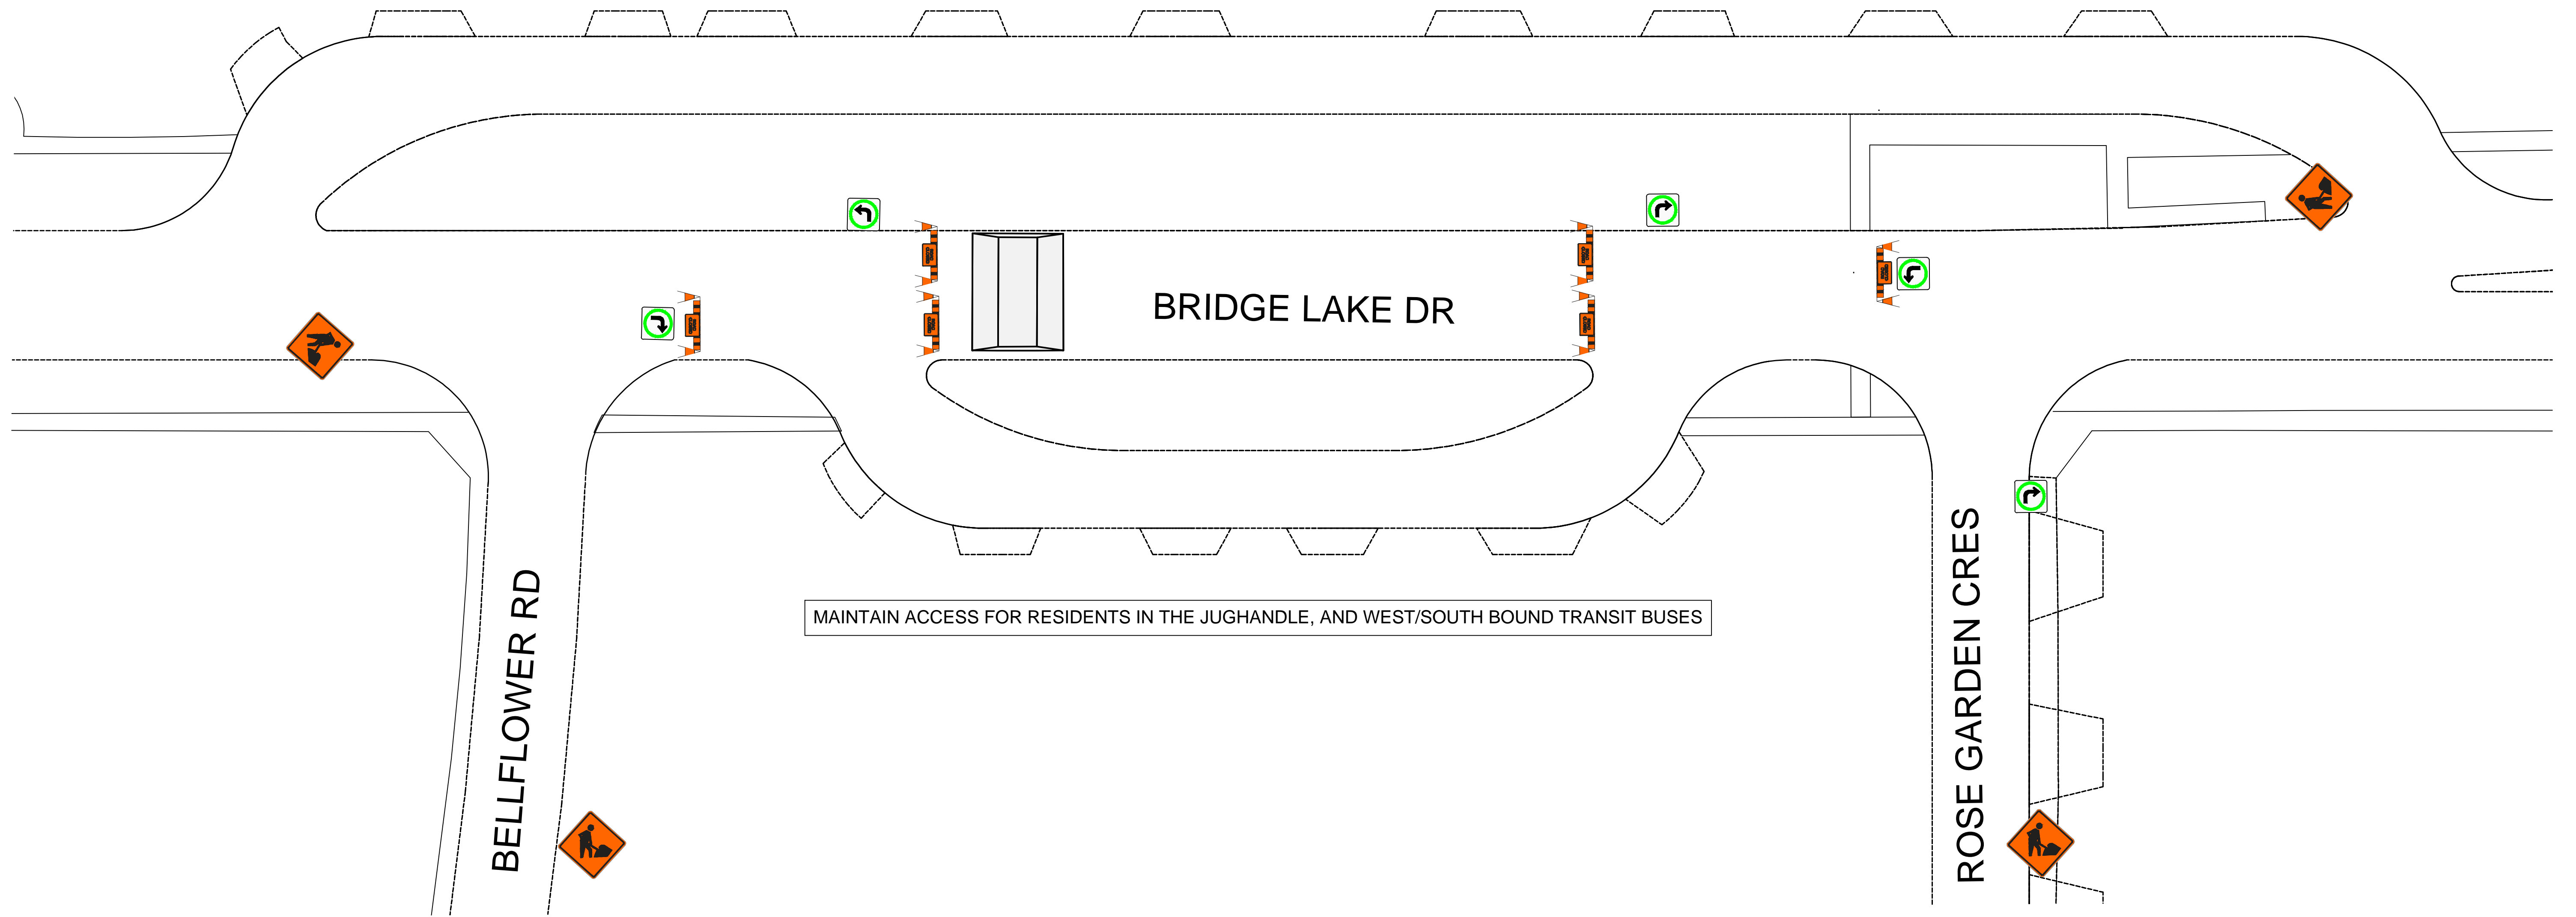 BRIDGE LAKE DR
MAINTAIN ACCESS FOR RESIDENTS IN THE JUGHANDLE, AND WEST/SOUTH BOUND TRANSIT BUSES
BELLFLOWER RD
ROSE GARDEN CRES